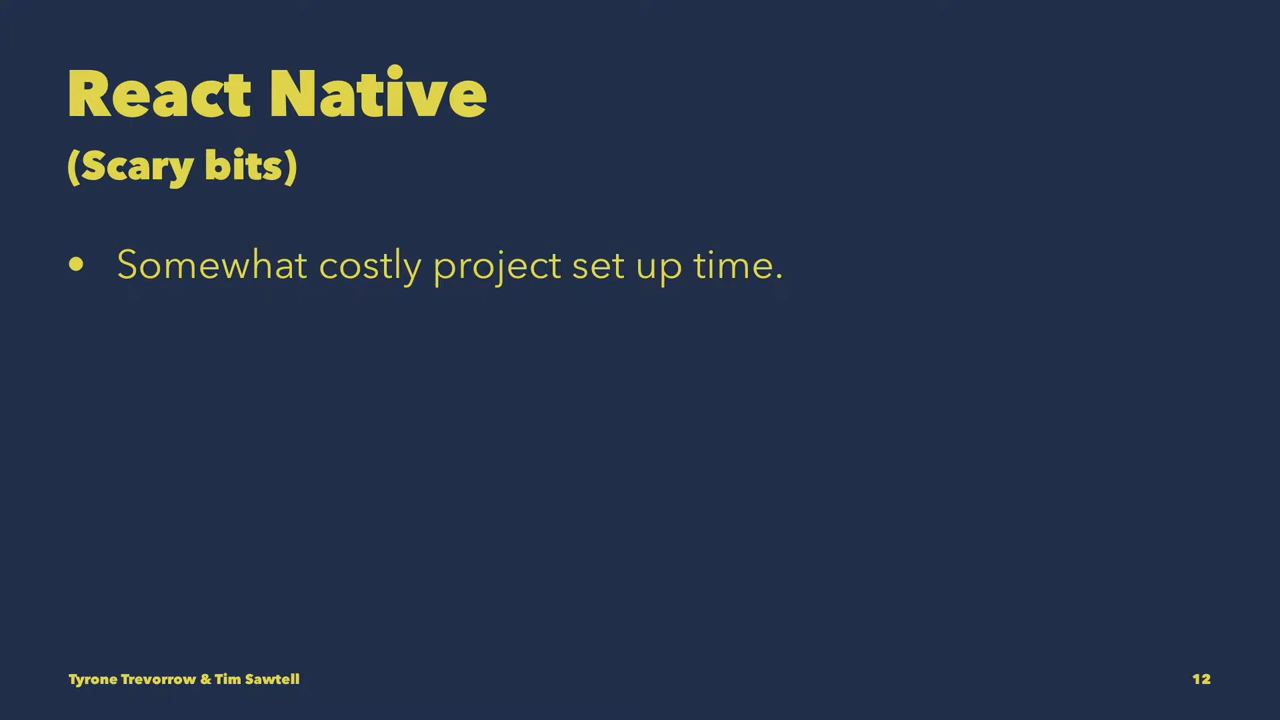 React Native
(Scary bits)
• Somewhat costly project set up time.
Tyrone Trevorrow & Tim Sawtell
12